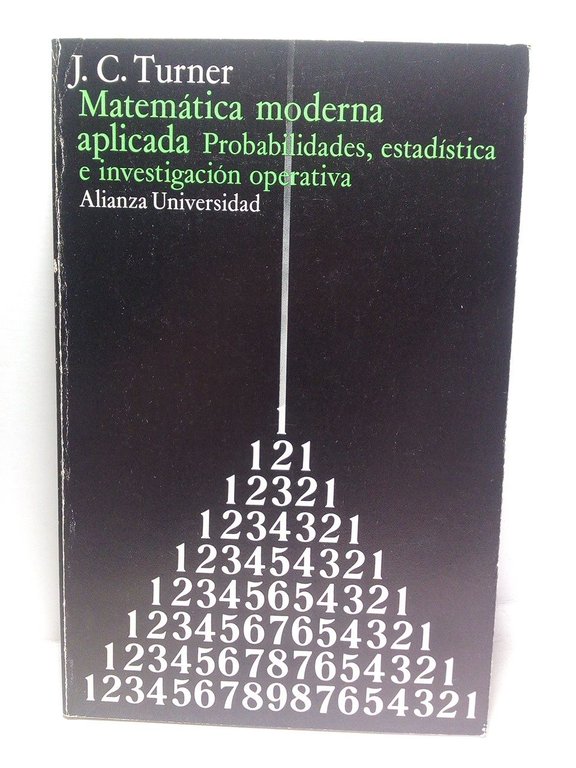 J. C. Turner
Matemática moderna
aplicada Probabilidades, estadística
e investigación operativa
Alianza Universidad
1
121
12321
1234321
123454321
12345654321
1234567654321
123456787654321
12345678987654321